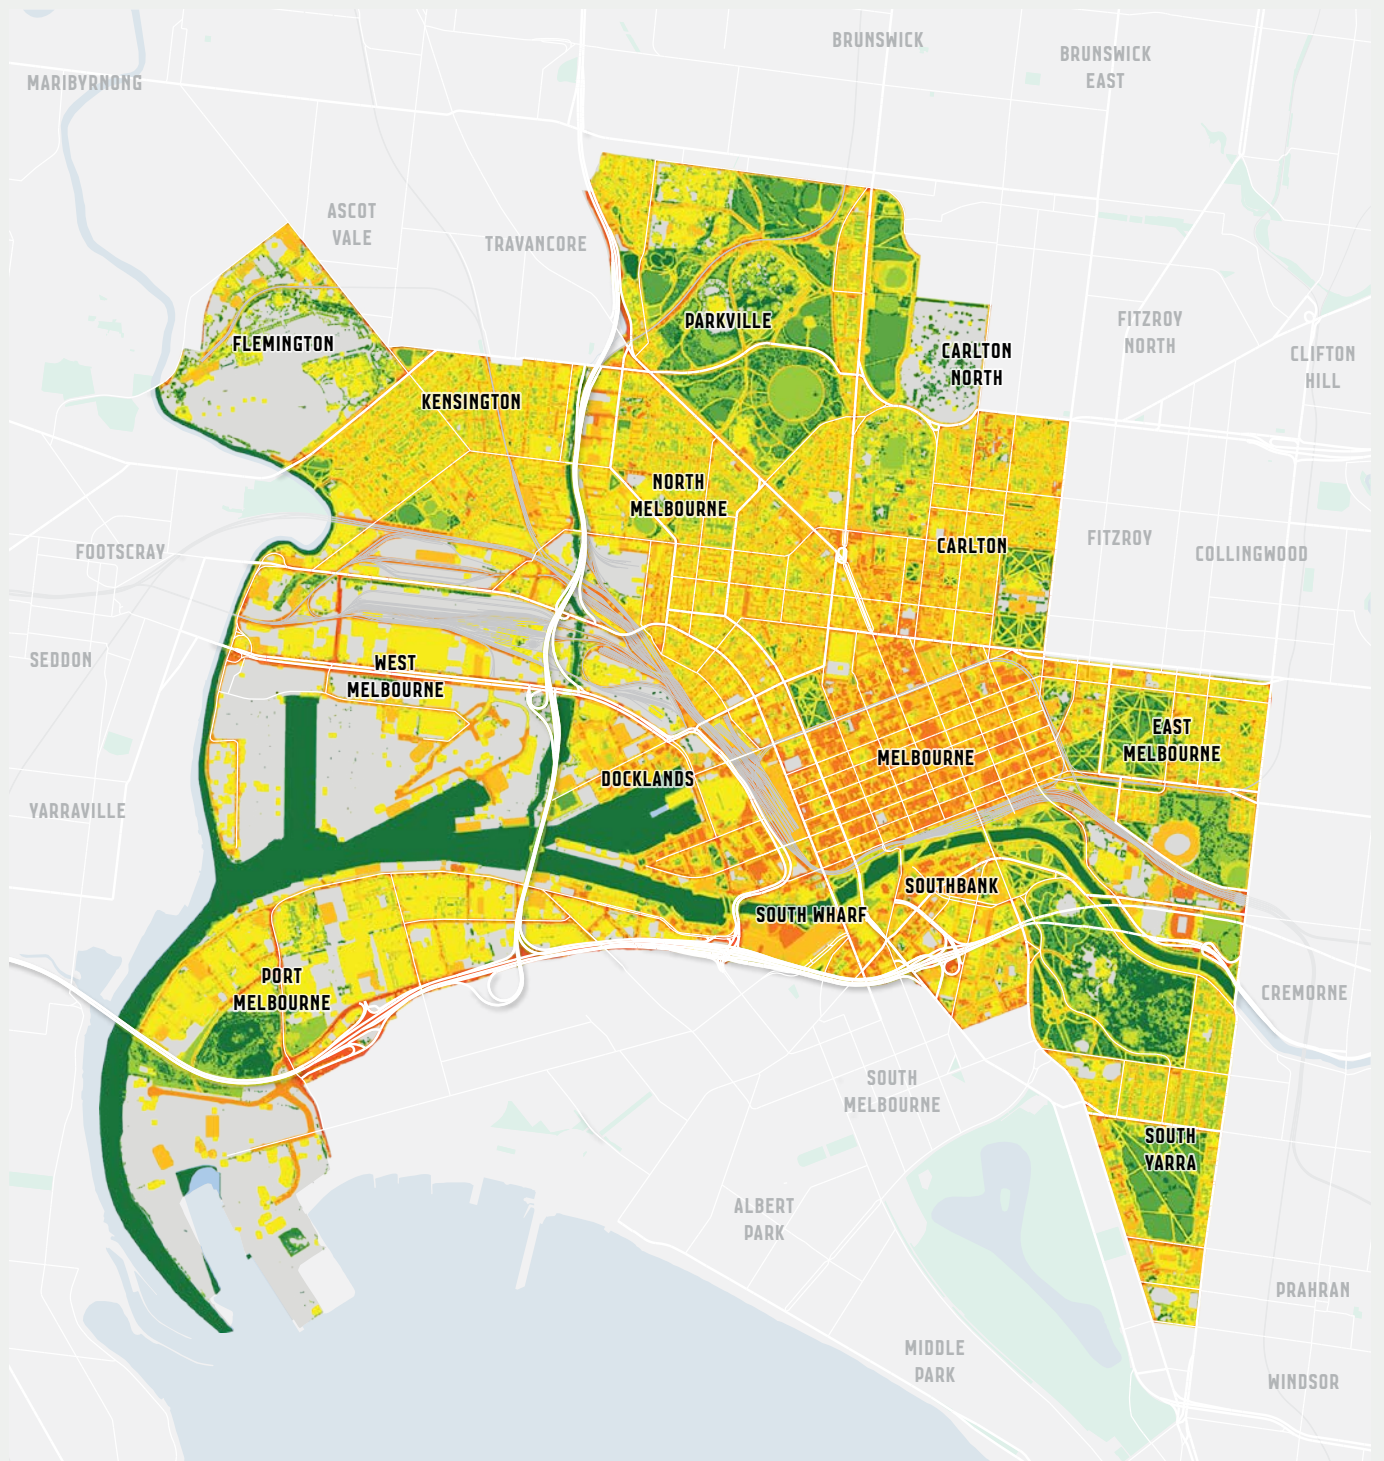 BRUNSWICK
BRUNSWICK
EAST
MARIBYRNONG
ASCOT
VALE
TRAVANCORE
FLEMINGTON
PARKVILLE
FITZROY
NORTH
CARLTON
NORTH
CLIFTON
HILL
KENSINGTON
NORTH
MELBOURNE
FOOTSCRAY
CARLTON
FITZROY
COLLINGWOOD
SEDDON
WEST
MELBOURNE
EAST
MELBOURNE
MELBOURNE
DOCKLANDS
YARRAVILLE
SOUTHBANK
SOUTH WHARF
PORT
MELBOURNE
CREMORNE
SOUTH
MELBOURNE
SOUTH
YARRA
ALBERT
PARK
PRAHRAN
MIDDLE
PARK
WINDSOR